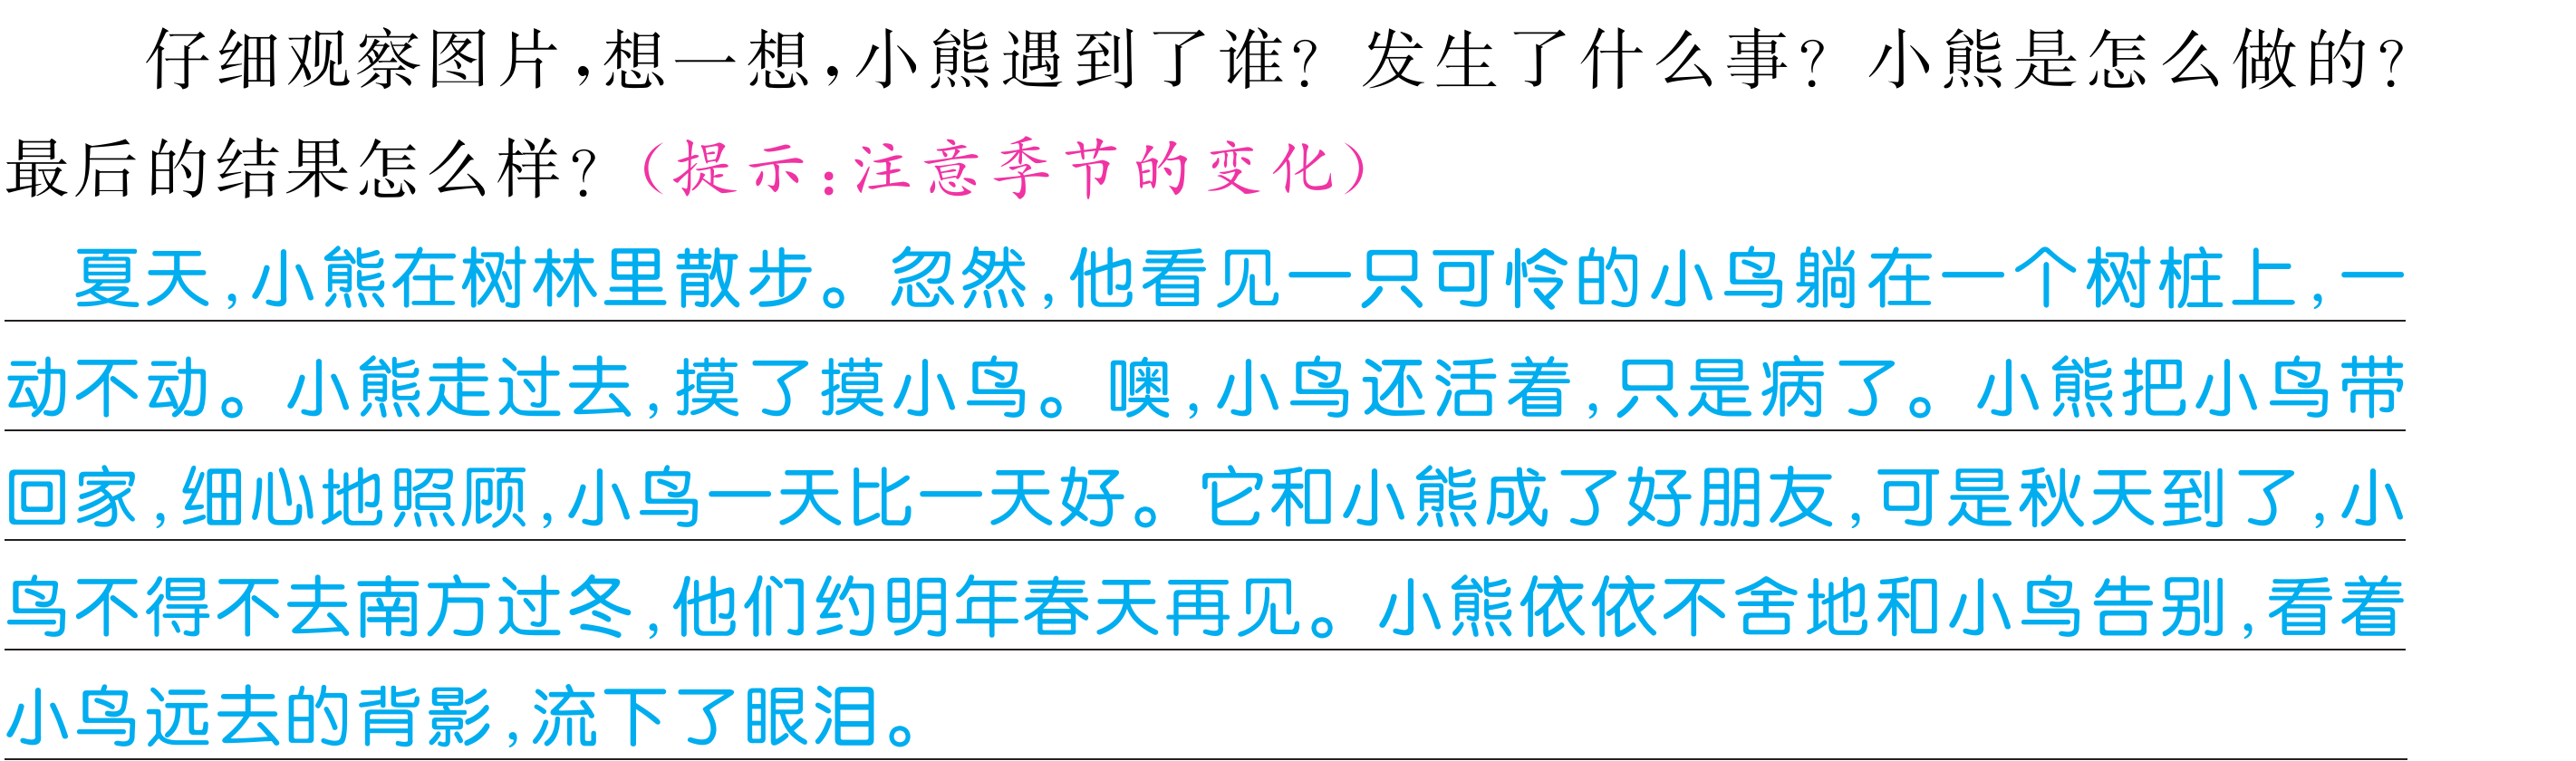 仔细观察图片,想一想,小熊遇到了谁?发生了什么事?小熊是怎么做的?
最后的结果怎么样?(提示:注意季节的变化)
夏天,小熊在树林里散步。忽然,他看见一只可怜的小鸟躺在一个树桩上,一
动不动。小熊走过去,摸了摸小鸟。噢,小鸟还活着,只是病了。小熊把小鸟带
回家,细心地照顾,小鸟一天比一天好。它和小熊成了好朋友,可是秋天到了,小
鸟不得不去南方过冬,他们约明年春天再见。小熊依依不舍地和小鸟告别,看着
小鸟远去的背影,流下了眼泪。